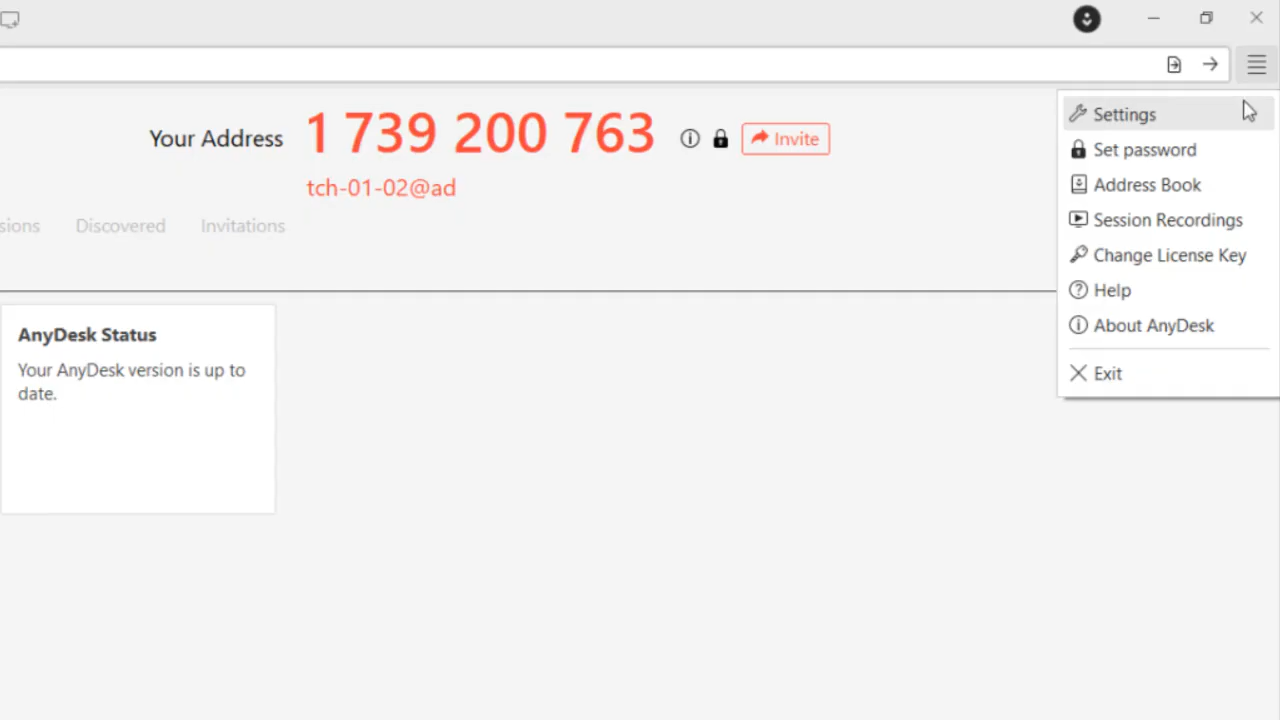 Your Address
1 739 200 763
Invite
tch-01-02@ad
sions
Discovered
Invitations
AnyDesk Status
Your AnyDesk version is up to
date.
Settings
Set password
Address Book
Session Recordings
Change License Key
Help
About AnyDesk
Exit